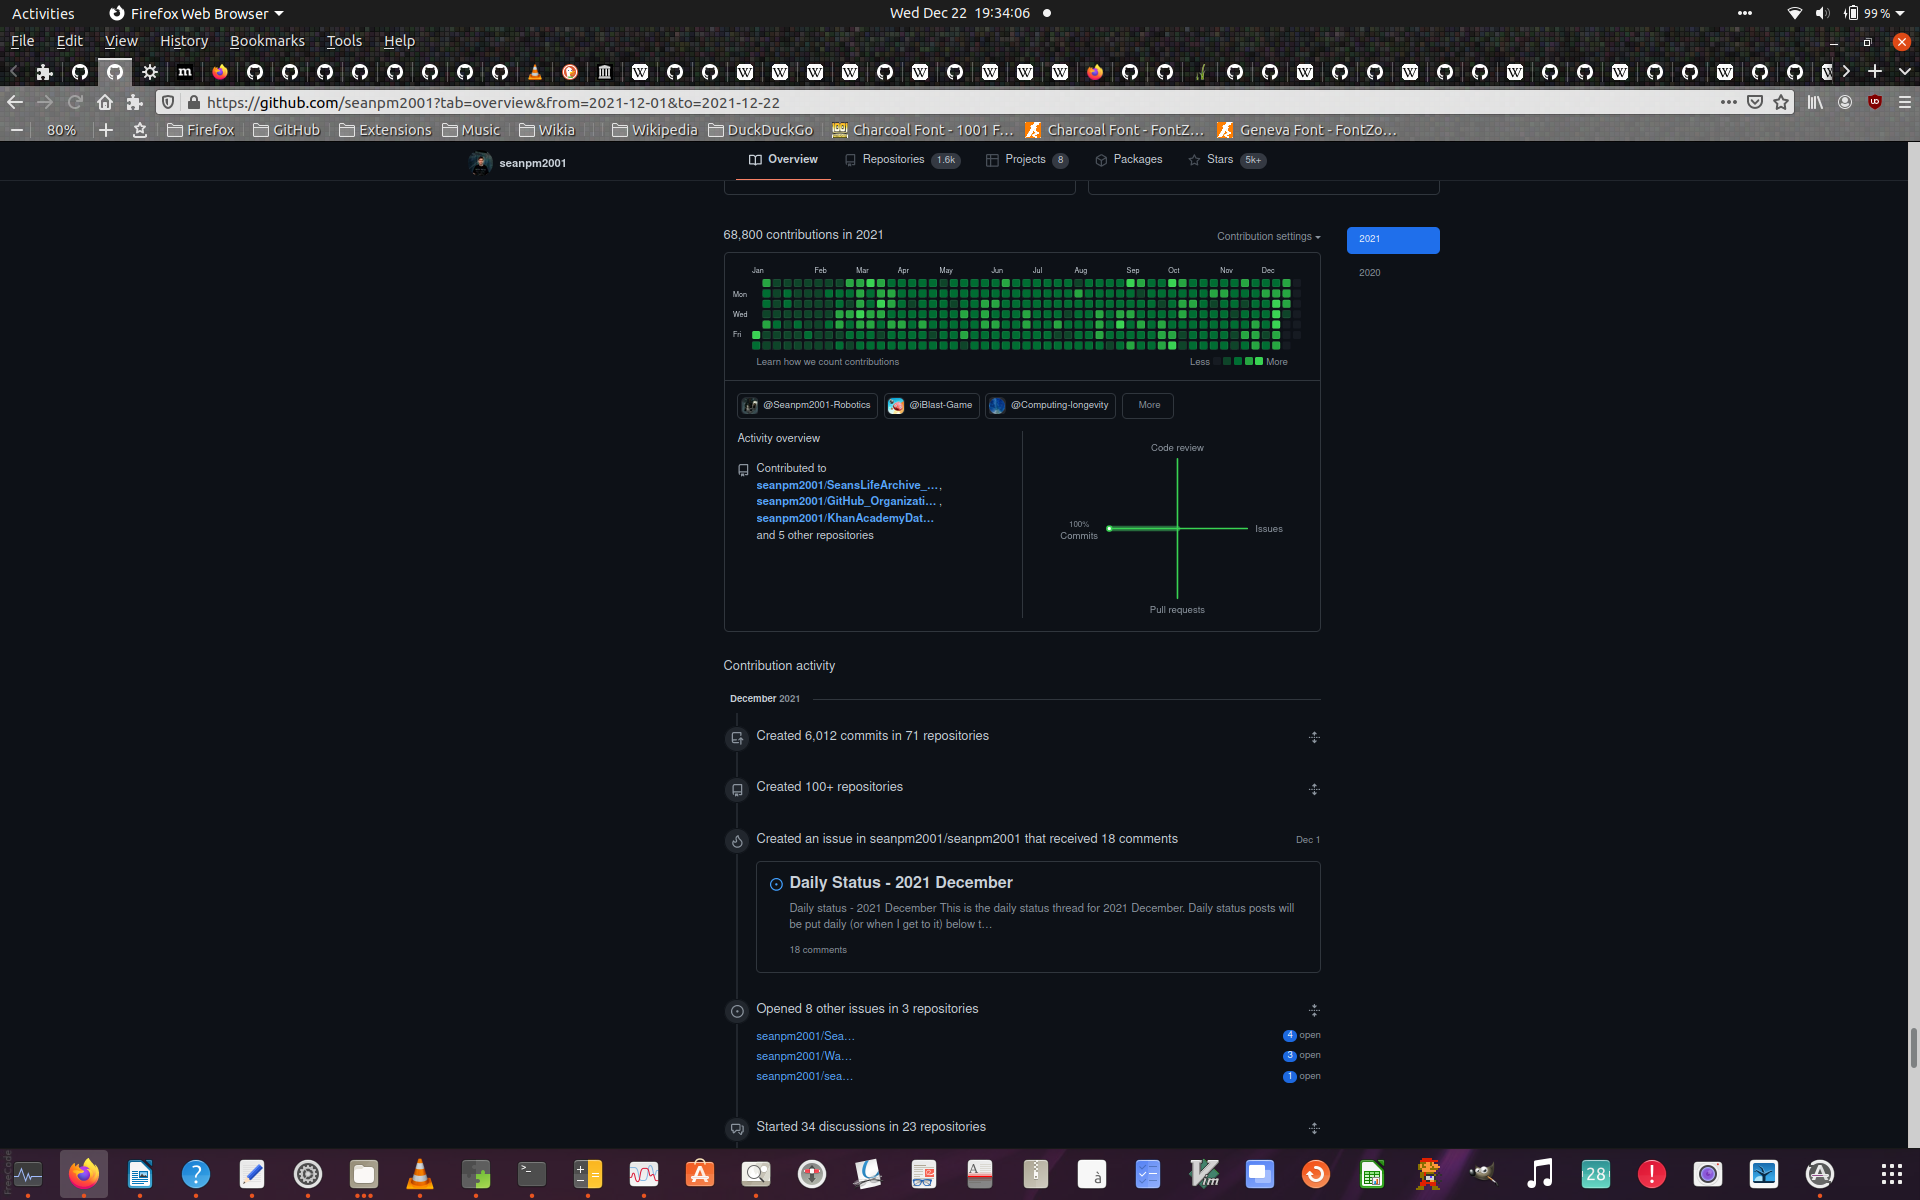 Activities Firefox Web Browser Wed Dec 22 19:34:06 99 %
File Edit View History Bookmarks Tools Help
https://github.com/seanpm2001?tab=overview&from=2021-12-01&to=2021-12-22
80% Firefox GitHub Extensions Music Wikia Wikipedia DuckDuckGo Charcoal Font - 1001 F… Charcoal Font - FontZ… Geneva Font - FontZo…
seanpm2001 Overview Repositories 1.6k Projects 8 Packages Stars 5k+
68,800 contributions in 2021 Contribution settings 2021
2020
Jan Feb Mar Apr May Jun Jul Aug Sep Oct Nov Dec
Mon
Wed
Fri
Learn how we count contributions Less More
@Seanpm2001-Robotics @iBlast-Game @Computing-longevity More
Activity overview
Contributed to
seanpm2001/SeansLifeArchive_…,
seanpm2001/GitHub_Organizati…,
seanpm2001/KhanAcademyDat…
and 5 other repositories
Code review
100%
Commits
Issues
Pull requests
Contribution activity
December 2021
Created 6,012 commits in 71 repositories
Created 100+ repositories
Created an issue in seanpm2001/seanpm2001 that received 18 comments Dec 1
Daily Status - 2021 December
Daily status - 2021 December This is the daily status thread for 2021 December. Daily status posts will
be put daily (or when I get to it) below t…
18 comments
Opened 8 other issues in 3 repositories
seanpm2001/Sea… 4 open
seanpm2001/Wa… 3 open
seanpm2001/sea… 1 open
Started 34 discussions in 23 repositories
28